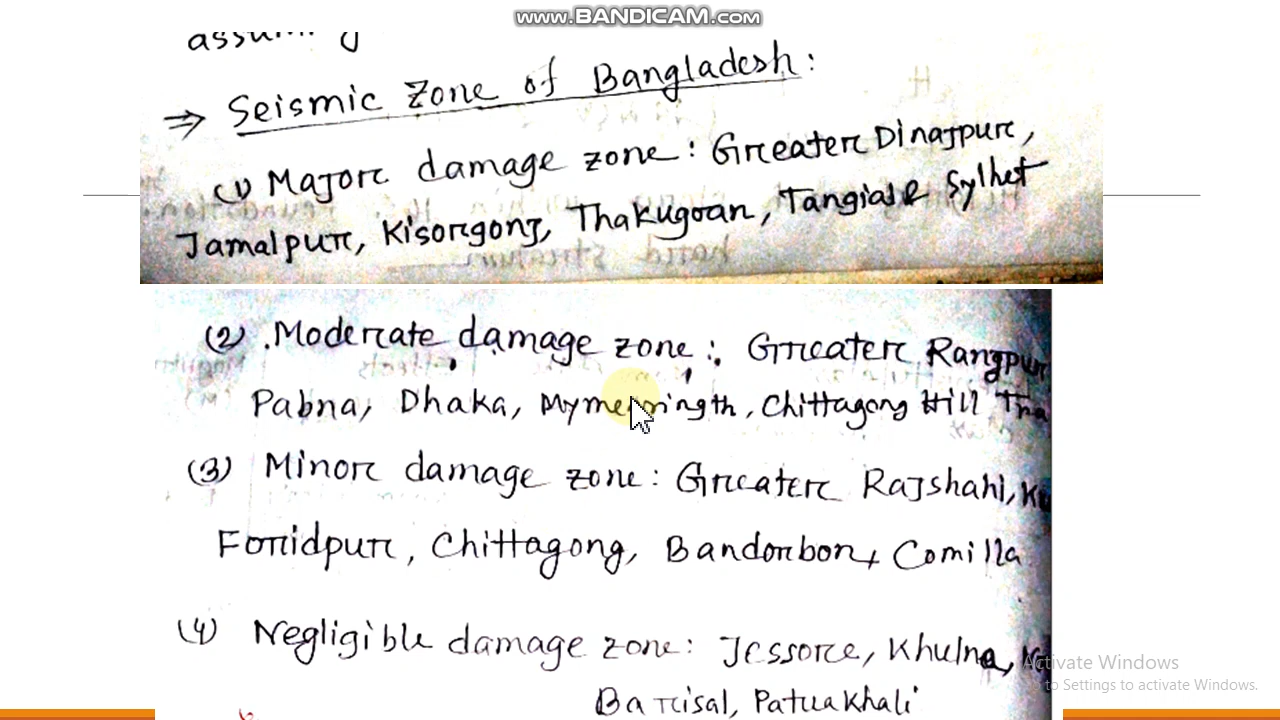 www.BANDICAM.com
assuming
⇒ Seismic Zone of Bangladesh:
(1) Major damage zone: Greater Dinajpur,
Jamalpur, Kisorgonj, Thakugoan, Tangial & Sylhet
(2) Moderate damage zone: Greater Rangpur
Pabna, Dhaka, Chittagong Hill
(3) Minor damage zone: Greater Rajshahi,
Foridpur, Chittagong, Bandorbon + Comilla
(4) Negligible damage zone: Jessore, Khulna,
Activate Windows
to Settings to activate Windows.
Barisal, Patuakhali